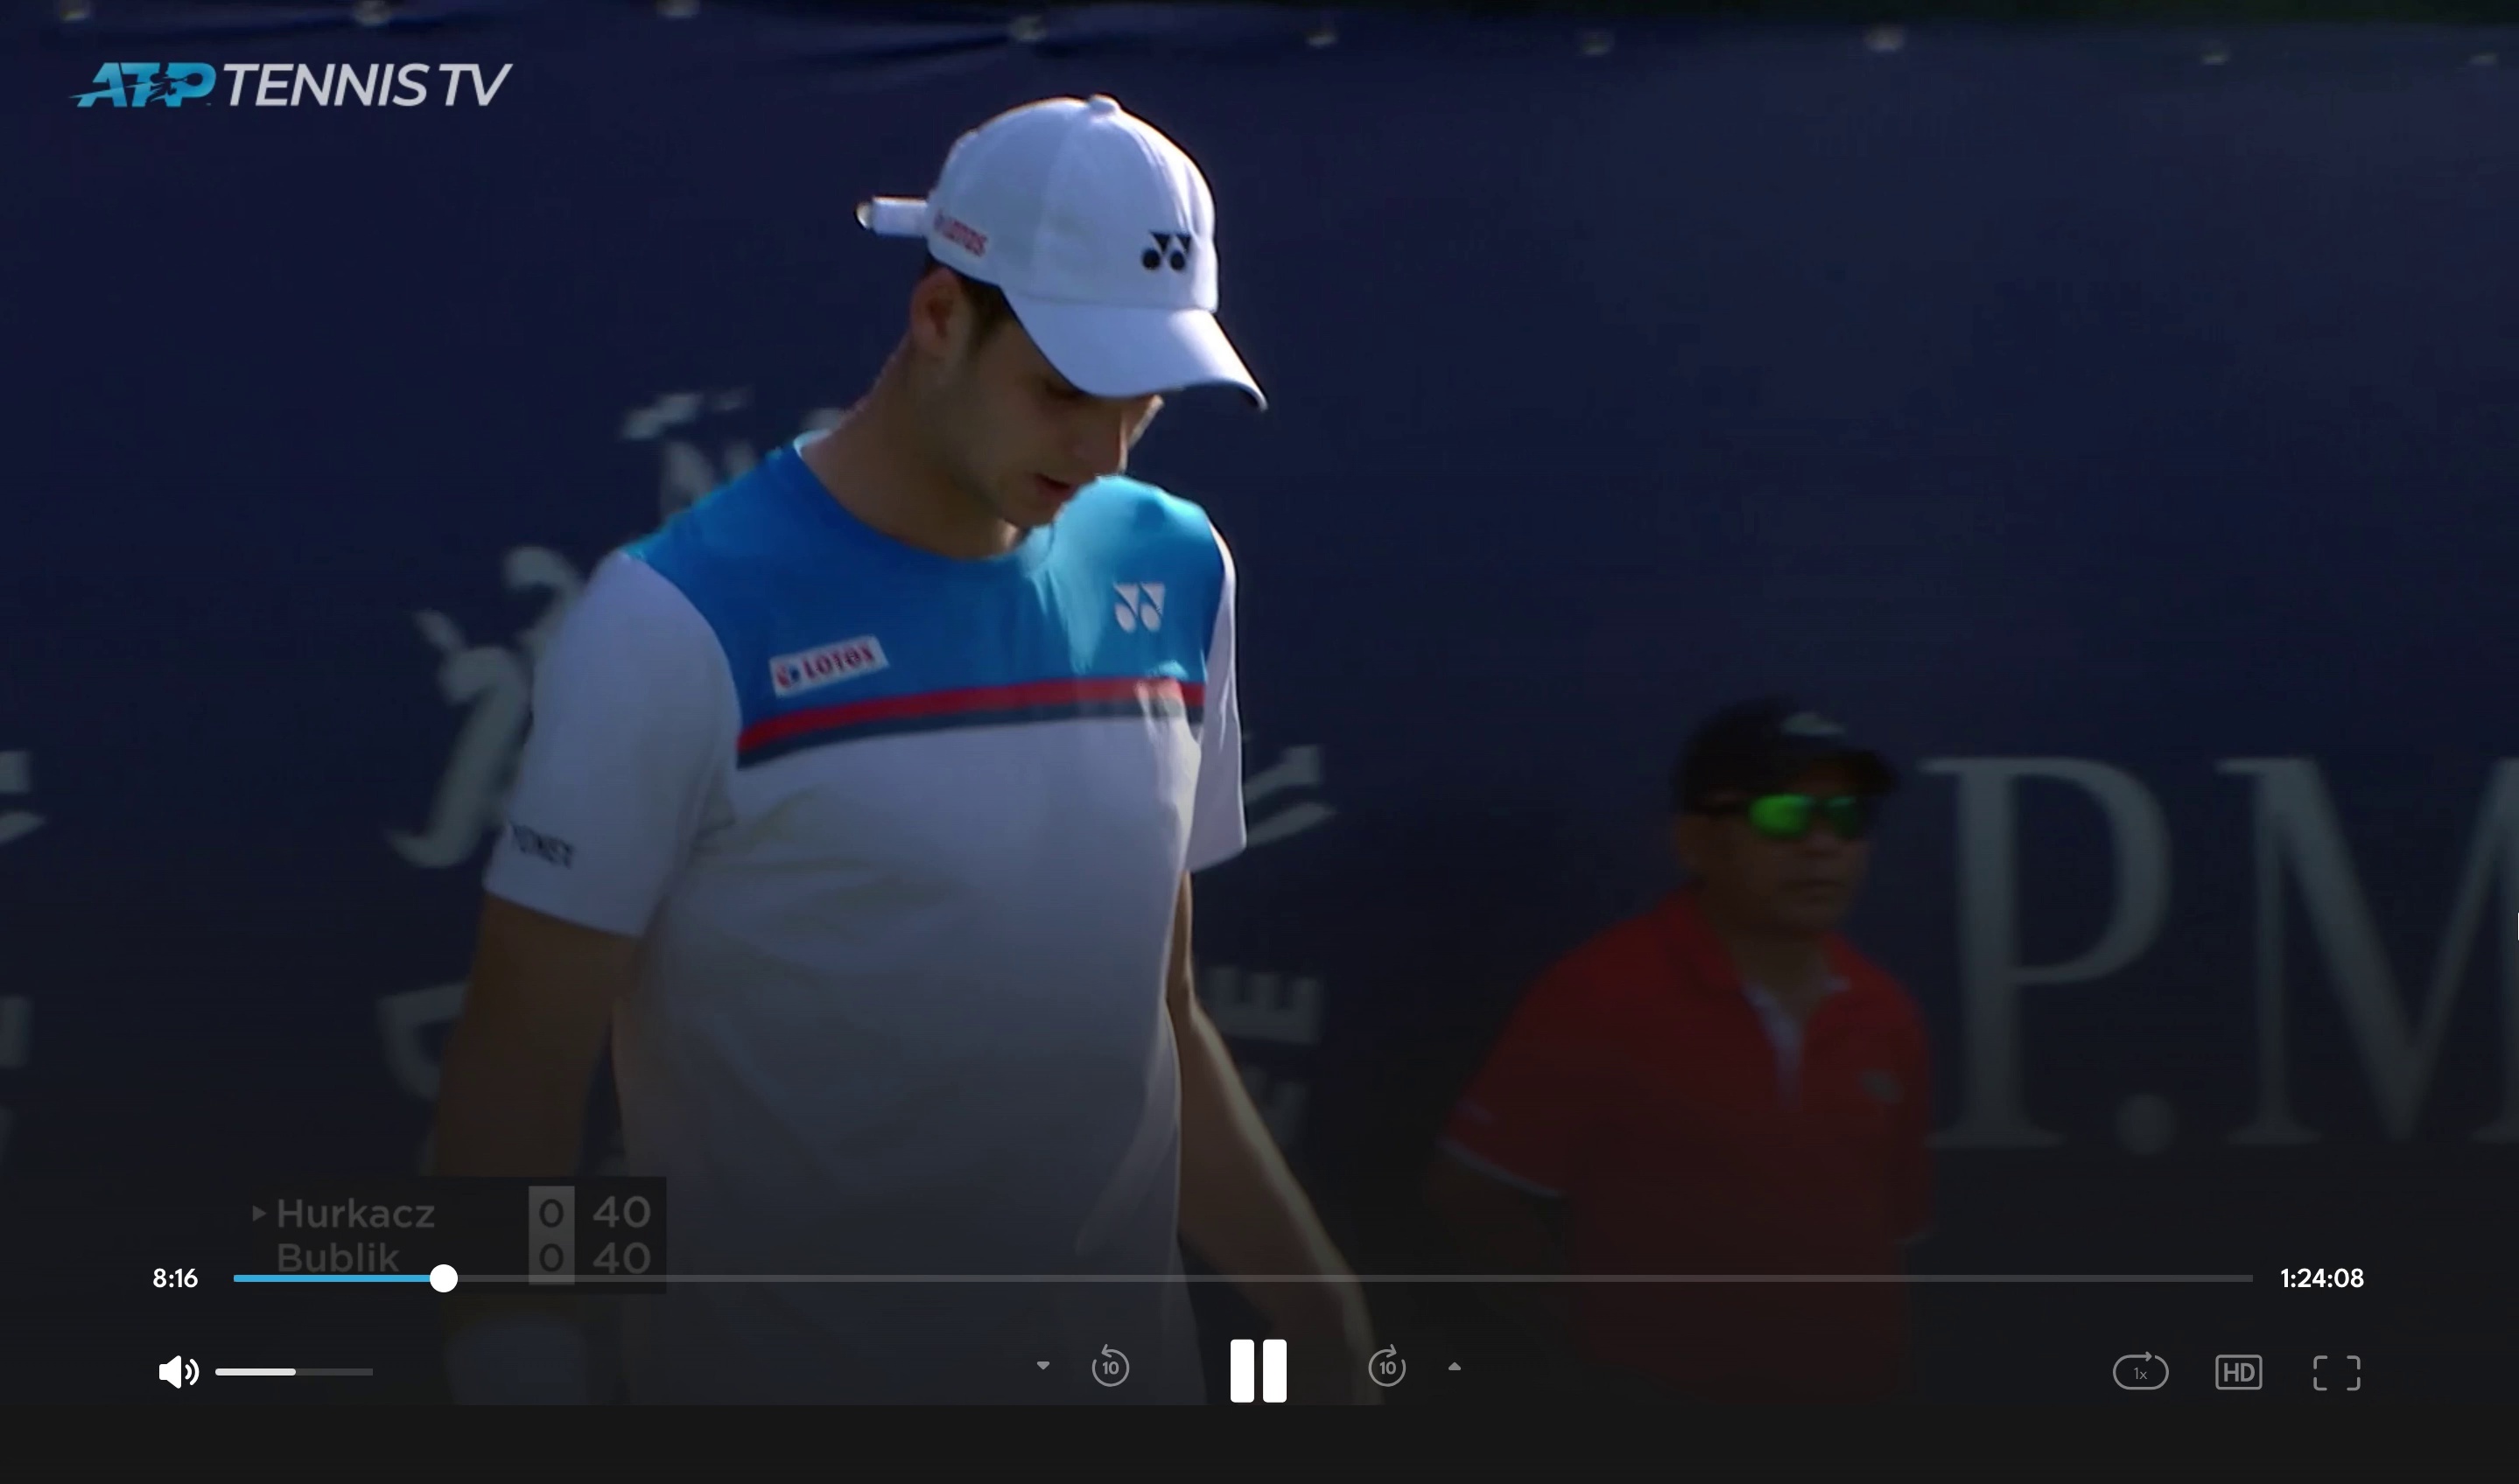 ATP TENNIS TV
LOTOS
LOTOS
YONEX
P.M
▸ Hurkacz 0 40
Bublik 0 40
8:16
1:24:08
10
10
1x
HD